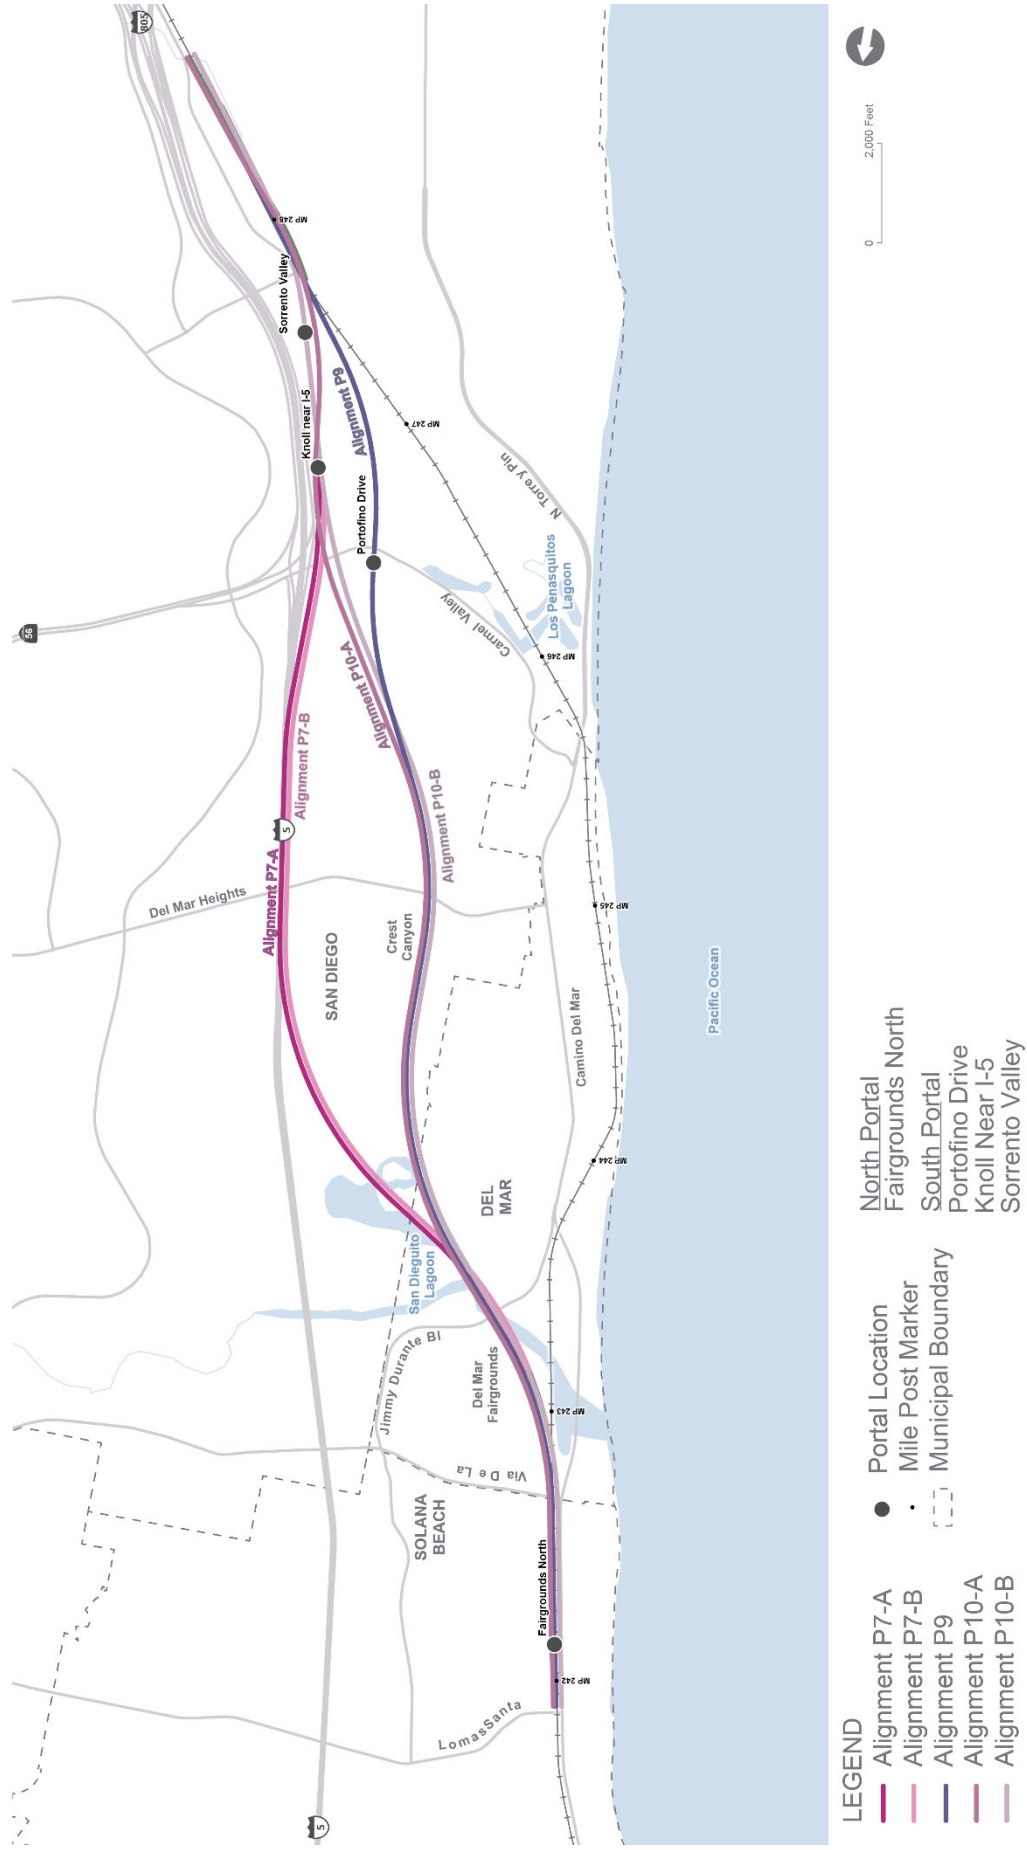 805
MP 248
Sorrento Valley
Knoll near I-5
Alignment P9
MP 247
Portofino Drive
N Torrey Pin
56
Carmel Valley
Los Penasquitos
Lagoon
MP 246
Alignment P10-A
Alignment P7-B
5
Alignment P10-B
Alignment P7-A
Del Mar Heights
SAN DIEGO
Crest
Canyon
MP 245
Camino Del Mar
Pacific Ocean
MP 244
DEL
MAR
San Dieguito
Lagoon
Jimmy Durante Bl
Del Mar
Fairgrounds
MP 243
Via De La
SOLANA
BEACH
Fairgrounds North
MP 242
LomasSanta
5
0
2,000 Feet
LEGEND
Alignment P7-A
Alignment P7-B
Alignment P9
Alignment P10-A
Alignment P10-B
Portal Location
Mile Post Marker
Municipal Boundary
North Portal
Fairgrounds North
South Portal
Portofino Drive
Knoll Near I-5
Sorrento Valley